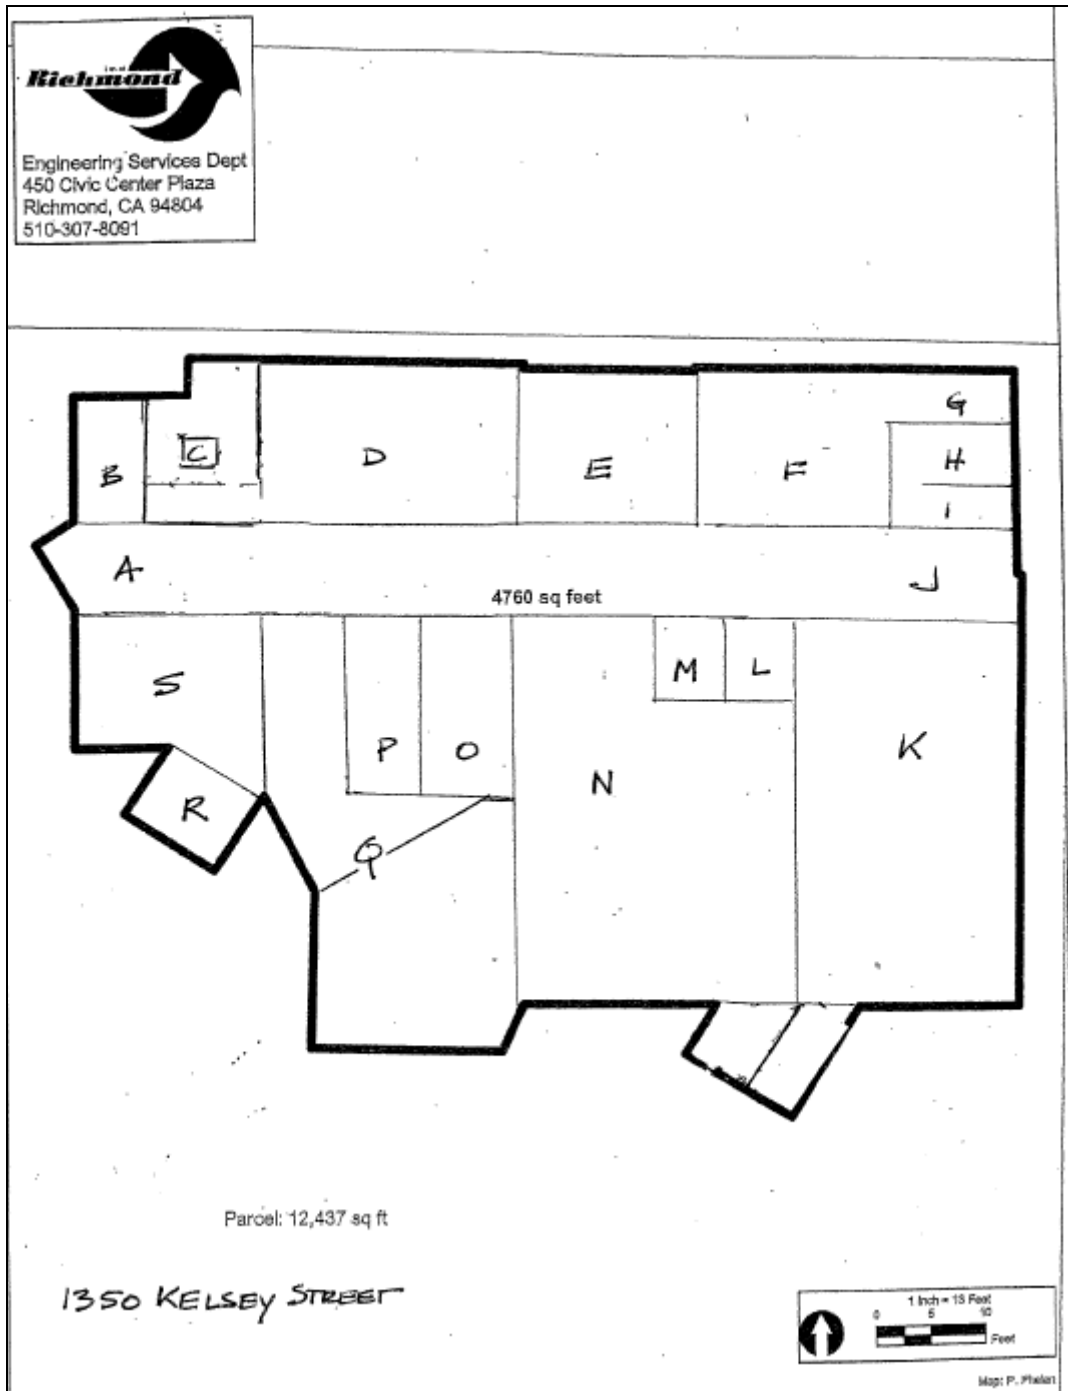 Richmond
Engineering Services Dept
450 Civic Center Plaza
Richmond, CA 94804
510-307-8091
G
C
D
E
F
H
B
I
A
J
4760 sq feet
S
M
L
P
O
K
N
R
Q
Parcel: 12,437 sq ft
1350 KELSEY STREET
1 Inch = 13 Feet
0 5 10
Feet
Map: P. Phelan